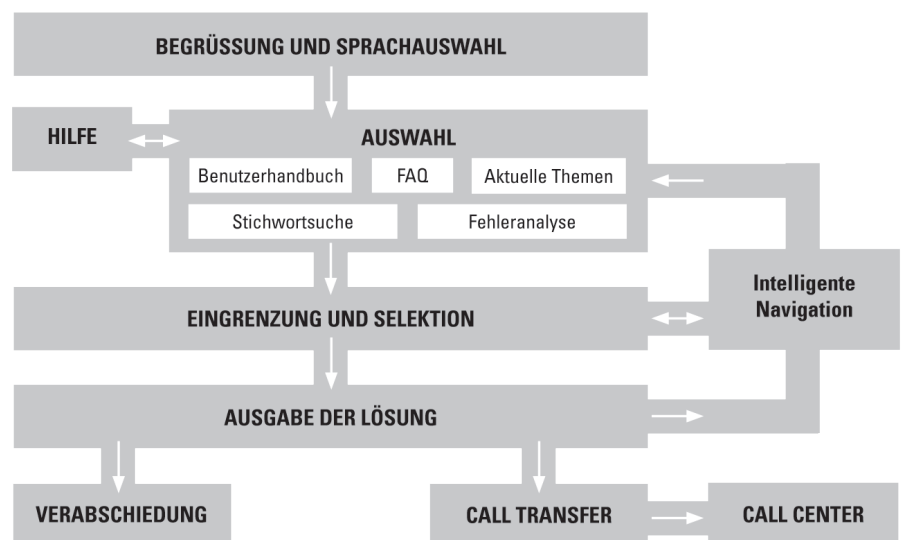 BEGRÜSSUNG UND SPRACHAUSWAHL
HILFE
AUSWAHL
Benutzerhandbuch
FAQ
Aktuelle Themen
Stichwortsuche
Fehleranalyse
Intelligente
Navigation
EINGRENZUNG UND SELEKTION
AUSGABE DER LÖSUNG
VERABSCHIEDUNG
CALL TRANSFER
CALL CENTER